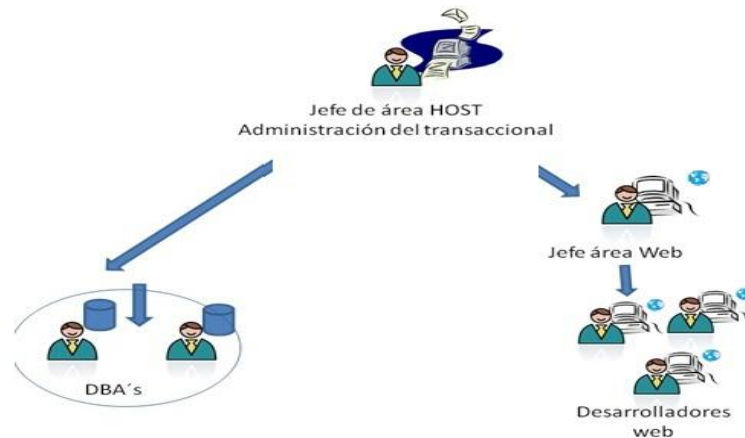 Jefe de área HOST
Administración del transaccional
Jefe área Web
DBA´s
Desarrolladores
web